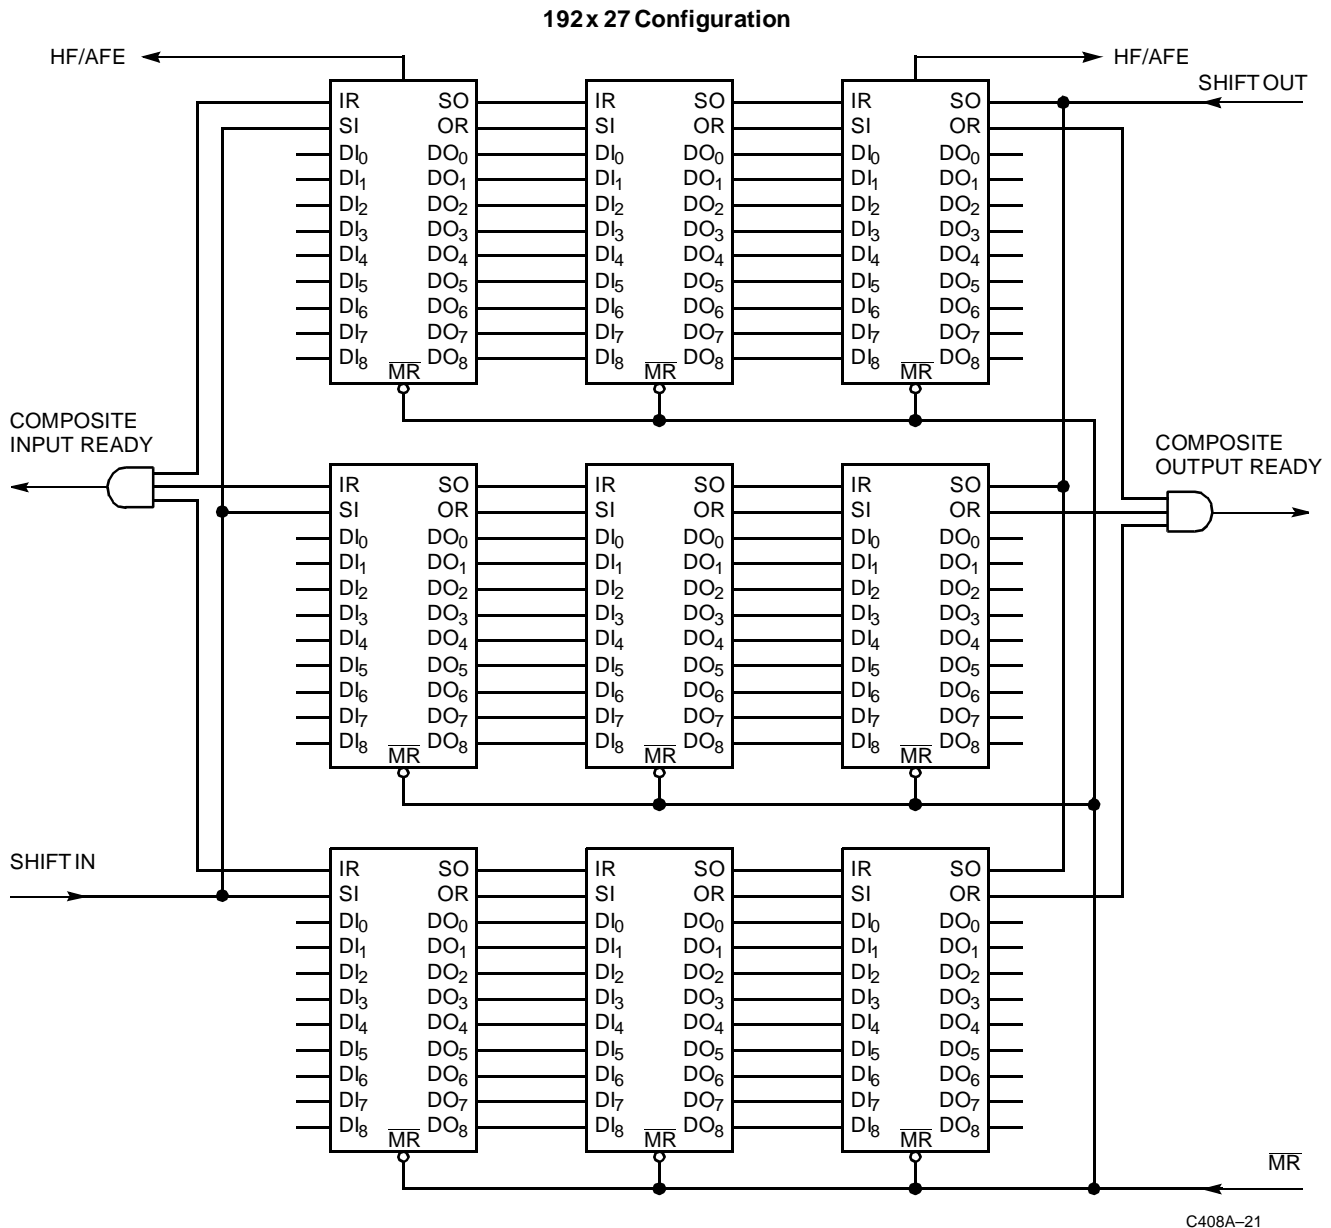 192 x 27 Configuration
HF/AFE
HF/AFE
SHIFT OUT
IR SO IR SO IR SO
SI OR SI OR SI OR
DI0 DO0 DI0 DO0 DI0 DO0
DI1 DO1 DI1 DO1 DI1 DO1
DI2 DO2 DI2 DO2 DI2 DO2
DI3 DO3 DI3 DO3 DI3 DO3
DI4 DO4 DI4 DO4 DI4 DO4
DI5 DO5 DI5 DO5 DI5 DO5
DI6 DO6 DI6 DO6 DI6 DO6
DI7 DO7 DI7 DO7 DI7 DO7
DI8 DO8 DI8 DO8 DI8 DO8
MR MR MR
COMPOSITE
INPUT READY
COMPOSITE
OUTPUT READY
IR SO IR SO IR SO
SI OR SI OR SI OR
DI0 DO0 DI0 DO0 DI0 DO0
DI1 DO1 DI1 DO1 DI1 DO1
DI2 DO2 DI2 DO2 DI2 DO2
DI3 DO3 DI3 DO3 DI3 DO3
DI4 DO4 DI4 DO4 DI4 DO4
DI5 DO5 DI5 DO5 DI5 DO5
DI6 DO6 DI6 DO6 DI6 DO6
DI7 DO7 DI7 DO7 DI7 DO7
DI8 DO8 DI8 DO8 DI8 DO8
MR MR MR
SHIFT IN
IR SO IR SO IR SO
SI OR SI OR SI OR
DI0 DO0 DI0 DO0 DI0 DO0
DI1 DO1 DI1 DO1 DI1 DO1
DI2 DO2 DI2 DO2 DI2 DO2
DI3 DO3 DI3 DO3 DI3 DO3
DI4 DO4 DI4 DO4 DI4 DO4
DI5 DO5 DI5 DO5 DI5 DO5
DI6 DO6 DI6 DO6 DI6 DO6
DI7 DO7 DI7 DO7 DI7 DO7
DI8 DO8 DI8 DO8 DI8 DO8
MR MR MR
MR
C408A–21